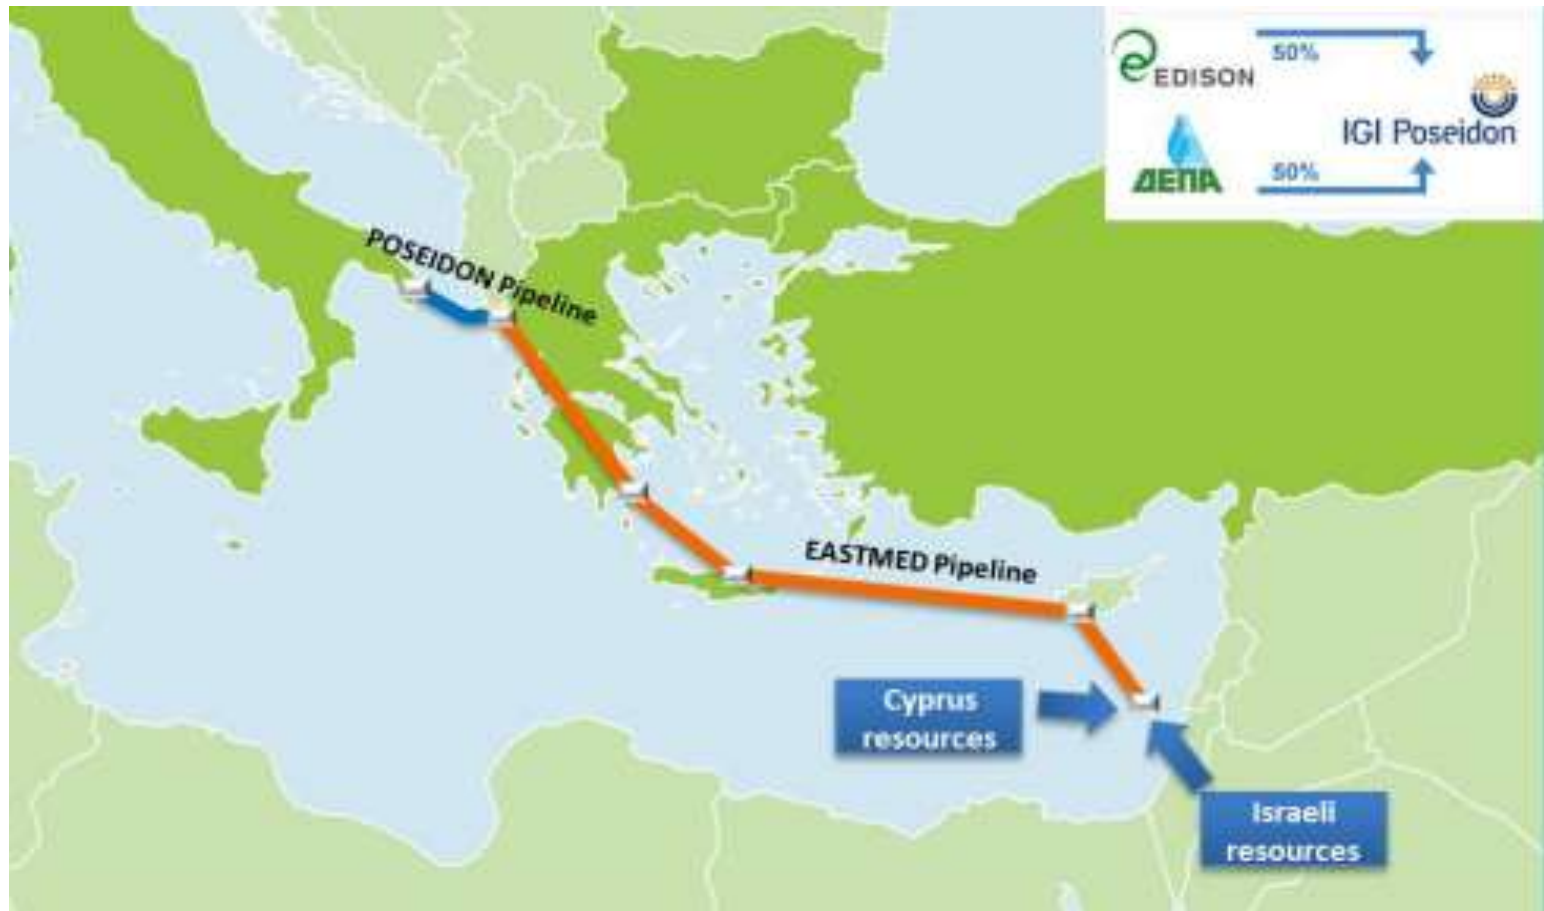 EDISON
50%
IGI Poseidon
ΔΕΠΑ
50%
POSEIDON Pipeline
EASTMED Pipeline
Cyprus
resources
Israeli
resources